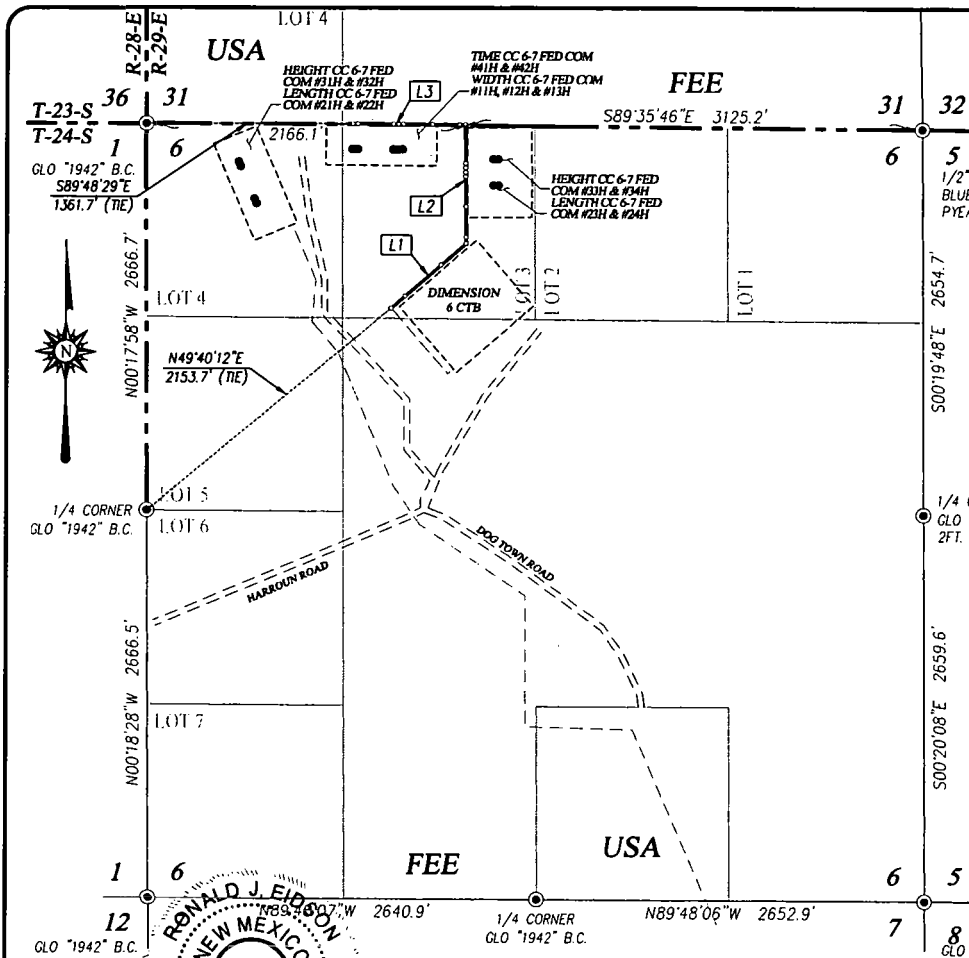 LOT 4
R-28-E
R-29-E
USA
HEIGHT CC 6-7 FED
COM #31H & #32H
LENGTH CC 6-7 FED
COM #21H & #22H
TIME CC 6-7 FED COM
#41H & #42H
WIDTH CC 6-7 FED COM
#11H, #12H & #13H
FEE
36 31
T-23-S
T-24-S
1 6
L3
2166.1'
S89°35'46"E 3125.2'
31 32
6 5
GLO "1942" B.C.
S89°48'29"E
1361.7' (TIE)
1/2"
L2
HEIGHT CC 6-7 FED
COM #33H & #34H
LENGTH CC 6-7 FED
COM #23H & #24H
L1
N00°17'58"W 2666.7'
LOT 4
DIMENSION
6 CTB
LOT 3
LOT 2
LOT 1
S00°19'48"E 2654.7'
N
N49°40'12"E
2153.7' (TIE)
1/4 CORNER
GLO "1942" B.C.
LOT 5
LOT 6
GLO
2FT.
HARROUN ROAD
DOG TOWN ROAD
N00°18'28"W 2666.5'
LOT 7
S00°20'08"E 2659.6'
FEE
USA
1 6
12
GLO "1942" B.C.
RONALD J. EIDSON
NEW MEXICO
2640.9'
1/4 CORNER
GLO "1942" B.C.
N89°48'06"W 2652.9'
6 5
7 8
GLO